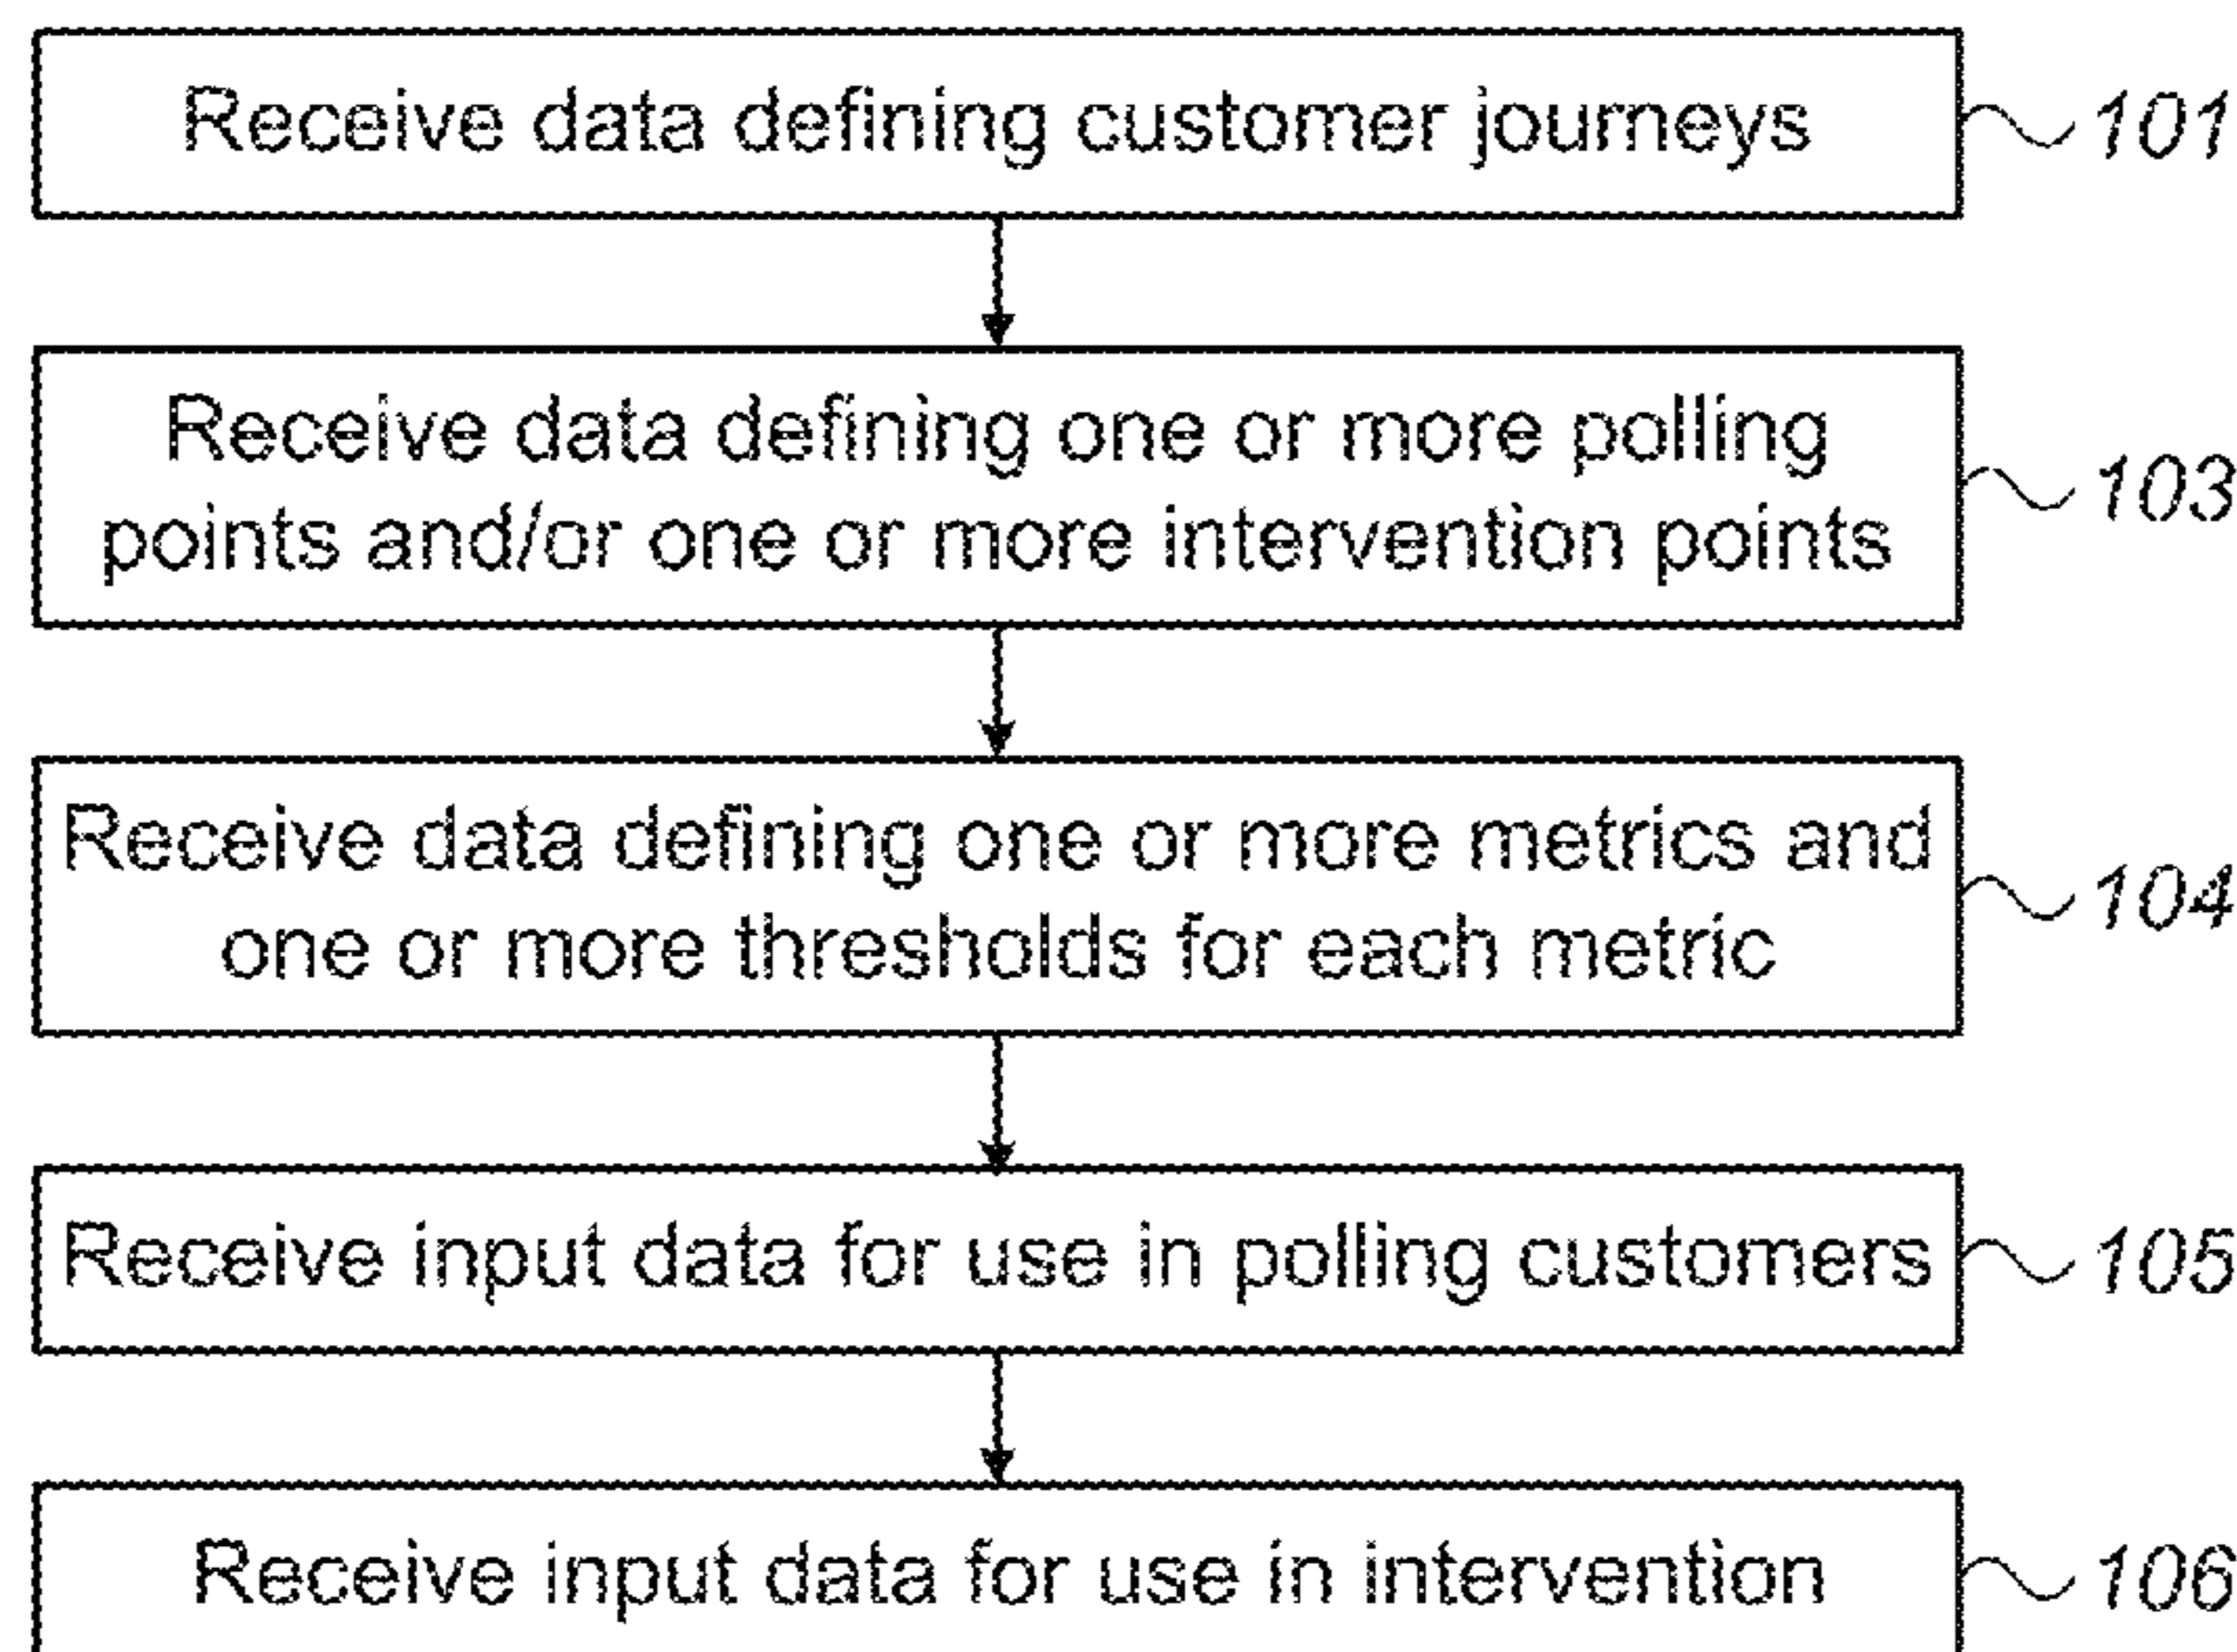 Receive data defining customer journeys
101
Receive data defining one or more polling
points and/or one or more intervention points
103
Receive data defining one or more metrics and
one or more thresholds for each metric
104
Receive input data for use in polling customers
105
Receive input data for use in intervention
106